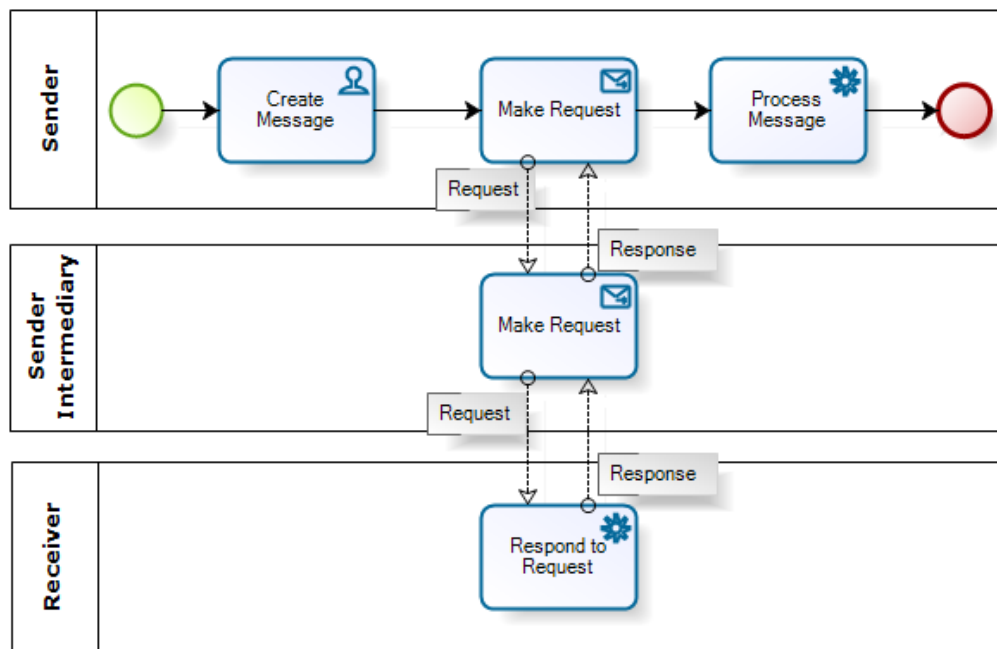 Sender
Create
Message
Make Request
Process
Message
Request
Response
Sender
Intermediary
Make Request
Request
Response
Receiver
Respond to
Request